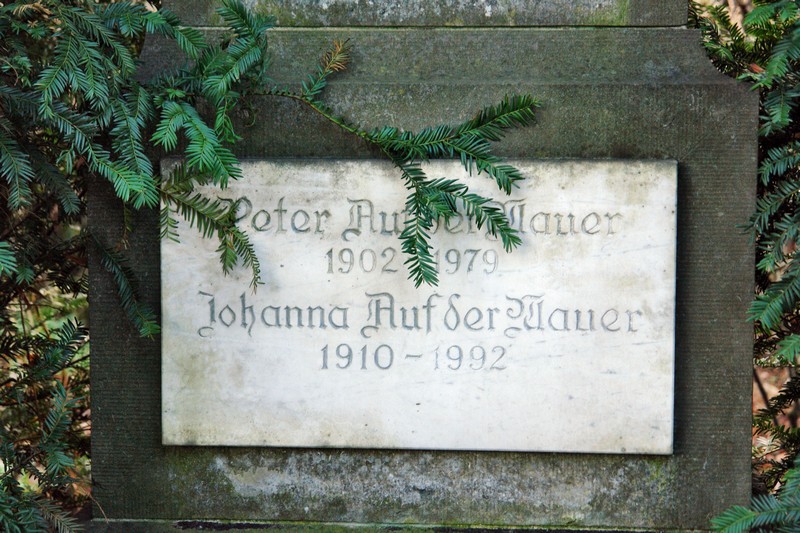 Peter Auf der Mauer
1902 - 1979
Johanna Auf der Mauer
1910 - 1992